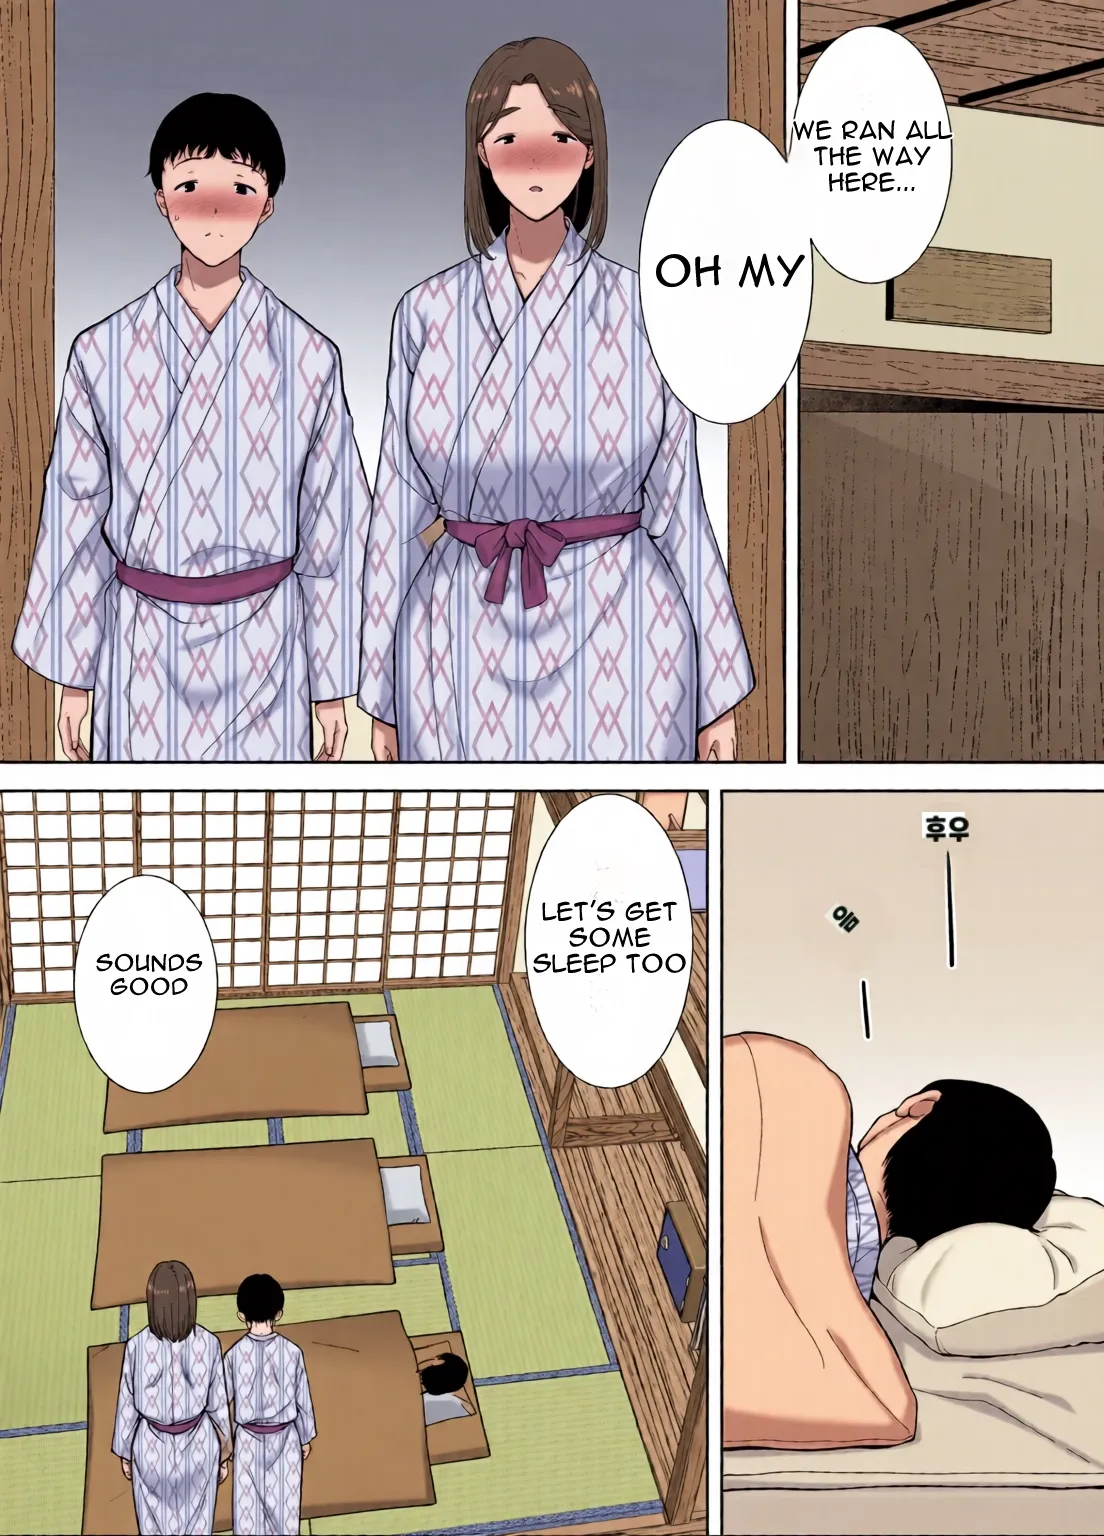 WE RAN ALL
THE WAY
HERE...
OH MY
LET'S GET
SOME
SLEEP TOO
SOUNDS
GOOD
후우
음